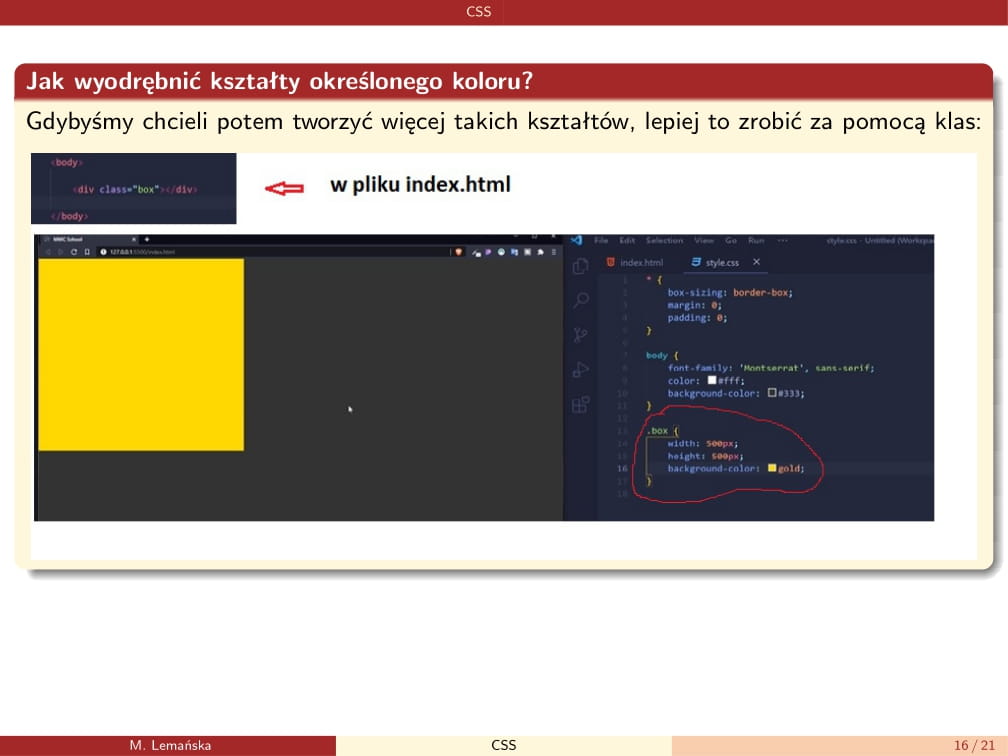 CSS
Jak wyodrębnić kształty określonego koloru?
Gdybyśmy chcieli potem tworzyć więcej takich kształtów, lepiej to zrobić za pomocą klas:
<body>
<div class="box"></div>
</body>
w pliku index.html
MMC School
127.0.0.1:5500/index.html
File Edit Selection View Go Run ··· style.css - Untitled (Workspa
index.html style.css ×
1 * {
2 box-sizing: border-box;
3 margin: 0;
4 padding: 0;
5 }
6
7 body {
8 font-family: 'Montserrat', sans-serif;
9 color: #fff;
10 background-color: #333;
11 }
12
13 .box {
14 width: 500px;
15 height: 500px;
16 background-color: gold;
17 }
18
M. Lemańska CSS 16 / 21